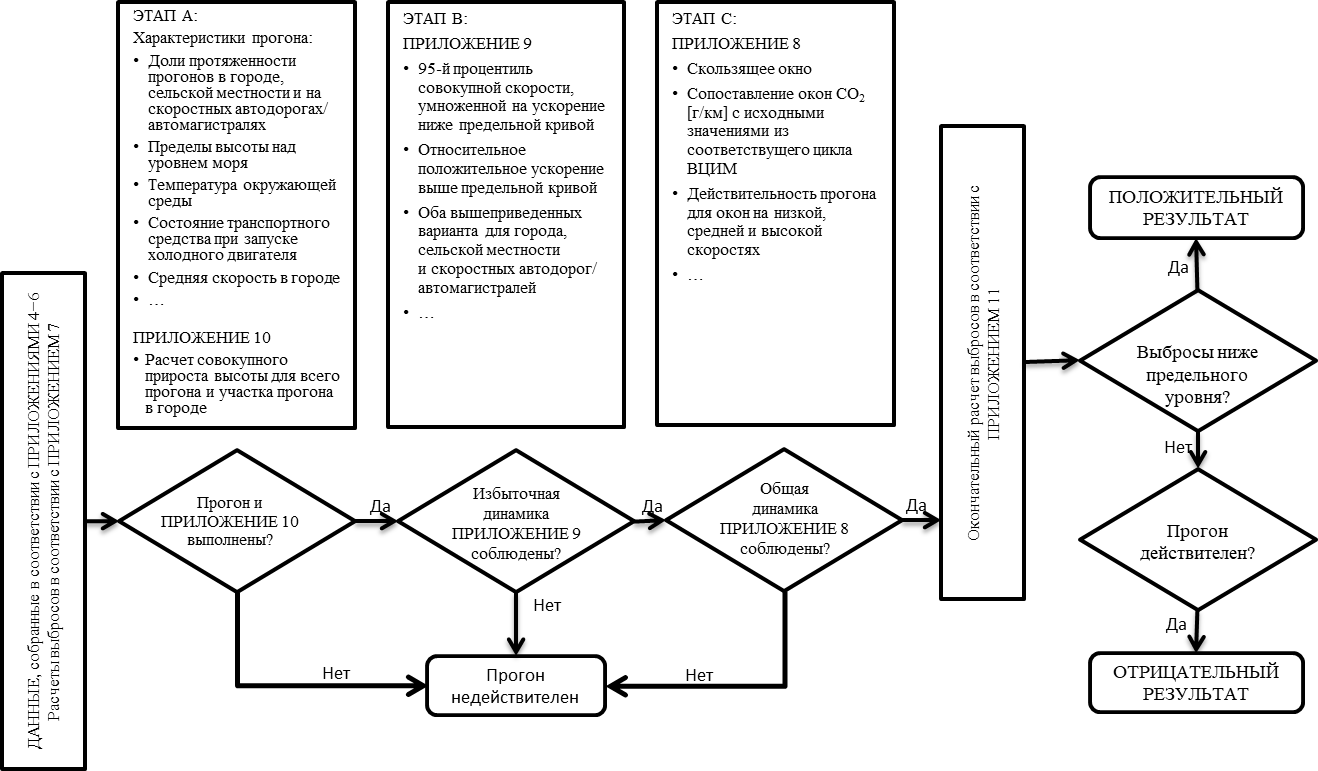 ДАННЫЕ, собранные в соответствии с ПРИЛОЖЕНИЯМИ 4–6
Расчеты выбросов в соответствии с ПРИЛОЖЕНИЕМ 7
ЭТАП A:
Характеристики прогона:
• Доли протяженности
прогонов в городе,
сельской местности и на
скоростных автодорогах/
автомагистралях
• Пределы высоты над
уровнем моря
• Температура окружающей
среды
• Состояние транспортного
средства при запуске
холодного двигателя
• Средняя скорость в городе
• …
ПРИЛОЖЕНИЕ 10
• Расчет совокупного
прироста высоты для всего
прогона и участка прогона
в городе
ЭТАП B:
ПРИЛОЖЕНИЕ 9
• 95-й процентиль
совокупной скорости,
умноженной на ускорение
ниже предельной кривой
• Относительное
положительное ускорение
выше предельной кривой
• Оба вышеприведенных
варианта для города,
сельской местности
и скоростных автодорог/
автомагистралей
• …
ЭТАП C:
ПРИЛОЖЕНИЕ 8
• Скользящее окно
• Сопоставление окон CO2
[г/км] с исходными
значениями из
соответствущего цикла
ВЦИМ
• Действительность прогона
для окон на низкой,
средней и высокой
скоростях
• …
Прогон и
ПРИЛОЖЕНИЕ 10
выполнены?
Да
Избыточная
динамика
ПРИЛОЖЕНИЕ 9
соблюдены?
Да
Общая
динамика
ПРИЛОЖЕНИЕ 8
соблюдены?
Да
Нет
Нет
Нет
Прогон
недействителен
Окончательный расчет выбросов в соответствии с
ПРИЛОЖЕНИЕМ 11
ПОЛОЖИТЕЛЬНЫЙ
РЕЗУЛЬТАТ
Да
Выбросы ниже
предельного
уровня?
Нет
Прогон
действителен?
Да
ОТРИЦАТЕЛЬНЫЙ
РЕЗУЛЬТАТ